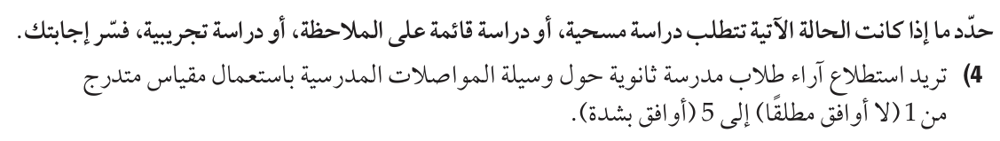 حدّد ما إذا كانت الحالة الآتية تتطلب دراسة مسحية، أو دراسة قائمة على الملاحظة، أو دراسة تجريبية، فسّر إجابتك.
4) تريد استطلاع آراء طلاب مدرسة ثانوية حول وسيلة المواصلات المدرسية باستعمال مقياس متدرج
من 1 (لا أوافق مطلقًا) إلى 5 (أوافق بشدة).